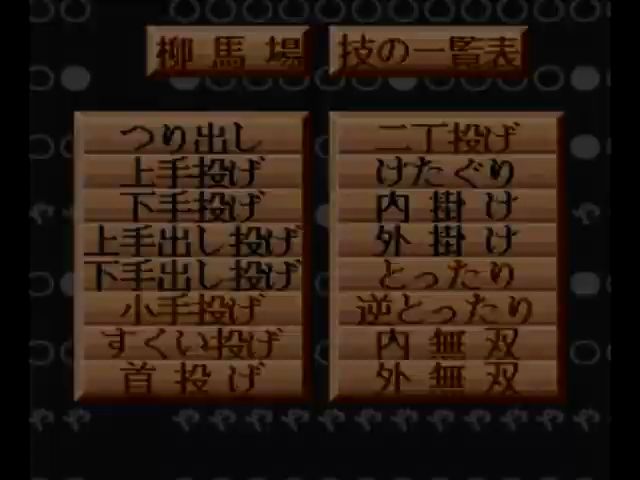 柳馬場 技の一覧表
つり出し
上手投げ
下手投げ
上手出し投げ
下手出し投げ
小手投げ
すくい投げ
首投げ
二丁投げ
けたぐり
内掛け
外掛け
とったり
逆とったり
内無双
外無双